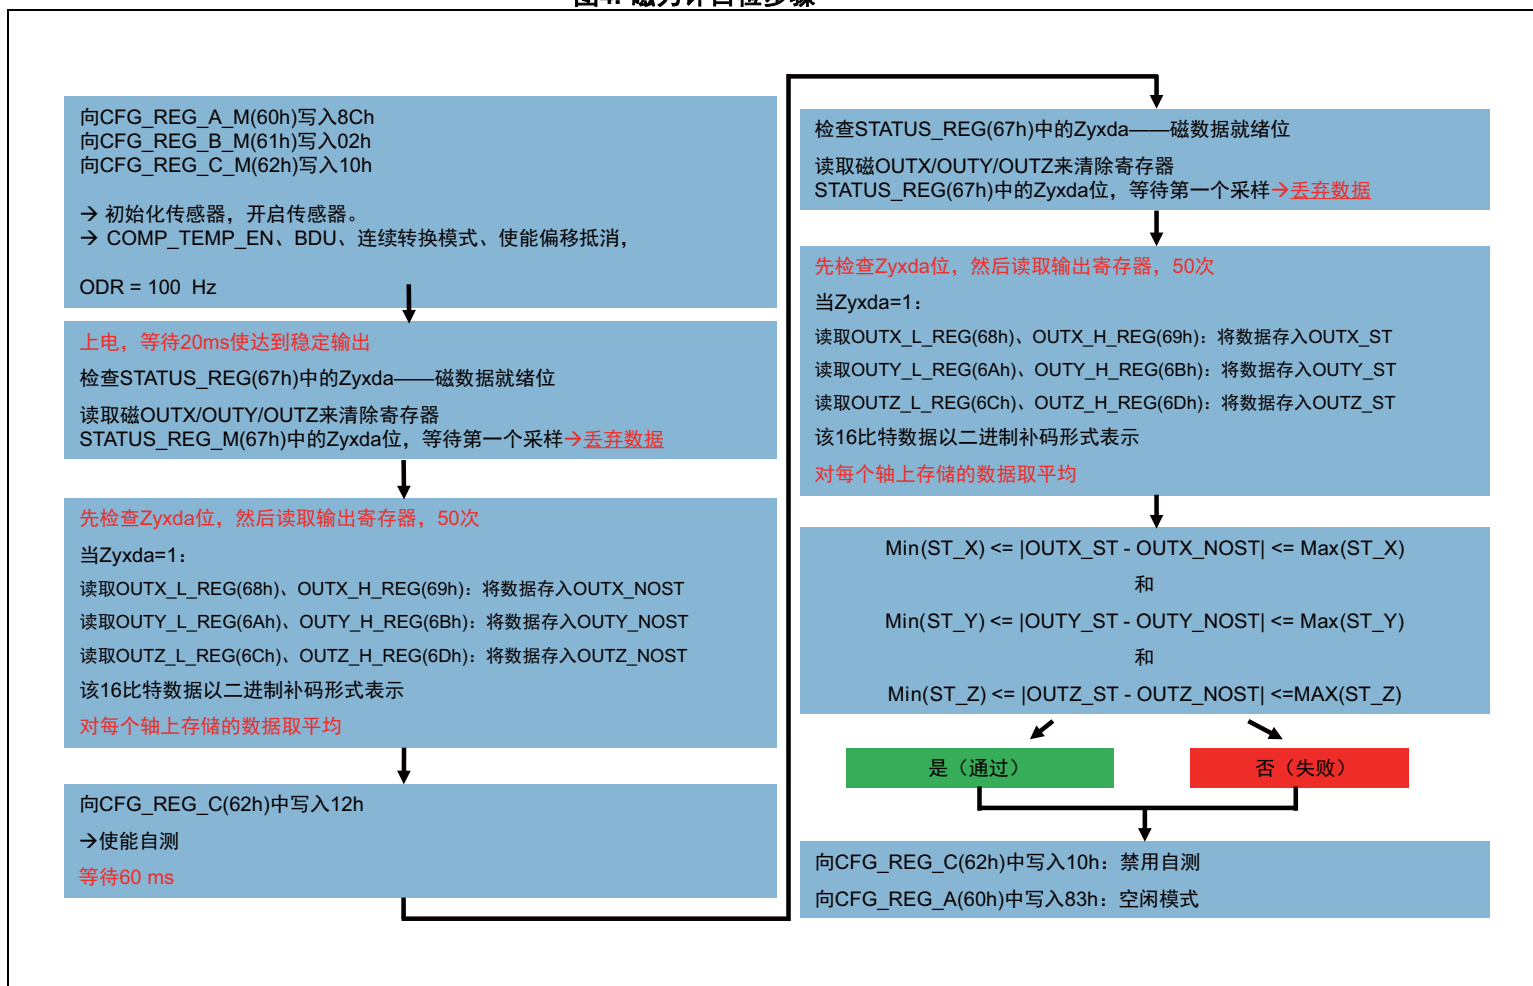 向CFG_REG_A_M(60h)写入8Ch
向CFG_REG_B_M(61h)写入02h
向CFG_REG_C_M(62h)写入10h
→ 初始化传感器，开启传感器。
→ COMP_TEMP_EN、BDU、连续转换模式、使能偏移抵消，
ODR = 100 Hz
上电，等待20ms使达到稳定输出
检查STATUS_REG(67h)中的Zyxda——磁数据就绪位
读取磁OUTX/OUTY/OUTZ来清除寄存器
STATUS_REG_M(67h)中的Zyxda位，等待第一个采样→丢弃数据
先检查Zyxda位，然后读取输出寄存器，50次
当Zyxda=1：
读取OUTX_L_REG(68h)、OUTX_H_REG(69h)：将数据存入OUTX_NOST
读取OUTY_L_REG(6Ah)、OUTY_H_REG(6Bh)：将数据存入OUTY_NOST
读取OUTZ_L_REG(6Ch)、OUTZ_H_REG(6Dh)：将数据存入OUTZ_NOST
该16比特数据以二进制补码形式表示
对每个轴上存储的数据取平均
向CFG_REG_C(62h)中写入12h
→使能自测
等待60 ms
检查STATUS_REG(67h)中的Zyxda——磁数据就绪位
读取磁OUTX/OUTY/OUTZ来清除寄存器
STATUS_REG(67h)中的Zyxda位，等待第一个采样→丢弃数据
先检查Zyxda位，然后读取输出寄存器，50次
当Zyxda=1：
读取OUTX_L_REG(68h)、OUTX_H_REG(69h)：将数据存入OUTX_ST
读取OUTY_L_REG(6Ah)、OUTY_H_REG(6Bh)：将数据存入OUTY_ST
读取OUTZ_L_REG(6Ch)、OUTZ_H_REG(6Dh)：将数据存入OUTZ_ST
该16比特数据以二进制补码形式表示
对每个轴上存储的数据取平均
Min(ST_X) <= |OUTX_ST - OUTX_NOST| <= Max(ST_X)
和
Min(ST_Y) <= |OUTY_ST - OUTY_NOST| <= Max(ST_Y)
和
Min(ST_Z) <= |OUTZ_ST - OUTZ_NOST| <=MAX(ST_Z)
是（通过）
否（失败）
向CFG_REG_C(62h)中写入10h：禁用自测
向CFG_REG_A(60h)中写入83h：空闲模式